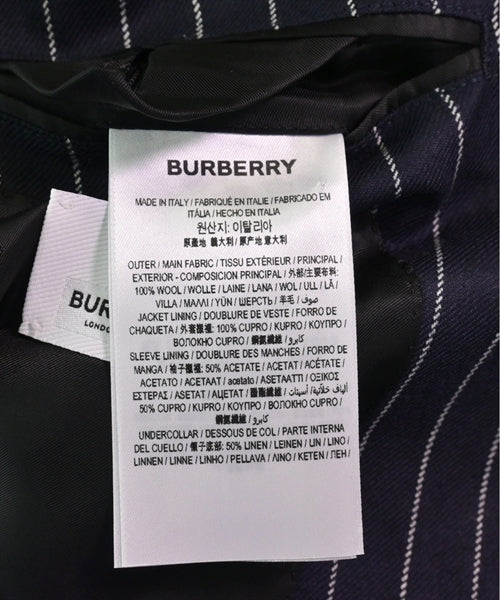 BURBERRY
MADE IN ITALY / FABRIQUÉ EN ITALIE / FABRICADO EM
ITÁLIA / HECHO EN ITALIA
원산지: 이탈리아
原產地 義大利 / 原产地 意大利
OUTER / MAIN FABRIC / TISSU EXTÉRIEUR / PRINCIPAL /
EXTERIOR - COMPOSICION PRINCIPAL / 外部/主要布料:
100% WOOL / WOLLE / LAINE / LANA / WOL / ULL / LÃ /
VILLA / ΜΑΛΛΙ / YÜN / ШЕРСТЬ / 羊毛 / صوف
JACKET LINING / DOUBLURE DE VESTE / FORRO DE
CHAQUETA / 外套襯裡: 100% CUPRO / KUPRO / ΚΟΥΠΡΟ /
ВОЛОКНО CUPRO / 銅氨纖維 / كابرو
SLEEVE LINING / DOUBLURE DES MANCHES / FORRO DE
MANGA / 袖子襯裡: 50% ACETATE / ACETAT / ACÉTATE /
ACETATO / ACETAAT / acetato / ASETAATTI / ΟΞΙΚΟΣ
ΕΣΤΕΡΑΣ / ASETAT / АЦЕТАТ / 醋酯纖維 / أسيتات / ألياف خلاتية
50% CUPRO / KUPRO / ΚΟΥΠΡΟ / ВОЛОКНО CUPRO /
銅氨纖維 / كابرو
UNDERCOLLAR / DESSOUS DE COL / PARTE INTERNA
DEL CUELLO / 領子底部: 50% LINEN / LEINEN / LIN / LINO /
LINNEN / LINNE / LINHO / PELLAVA / ΛΙΝΟ / KETEN / ЛЕН /
BUR
LONDO